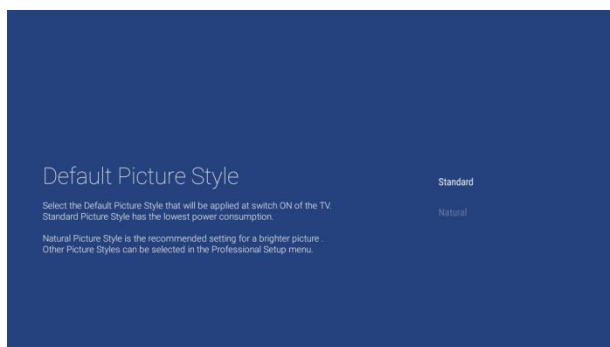 Default Picture Style
Select the Default Picture Style that will be applied at switch ON of the TV.
Standard Picture Style has the lowest power consumption.
Natural Picture Style is the recommended setting for a brighter picture .
Other Picture Styles can be selected in the Professional Setup menu.
Standard
Natural